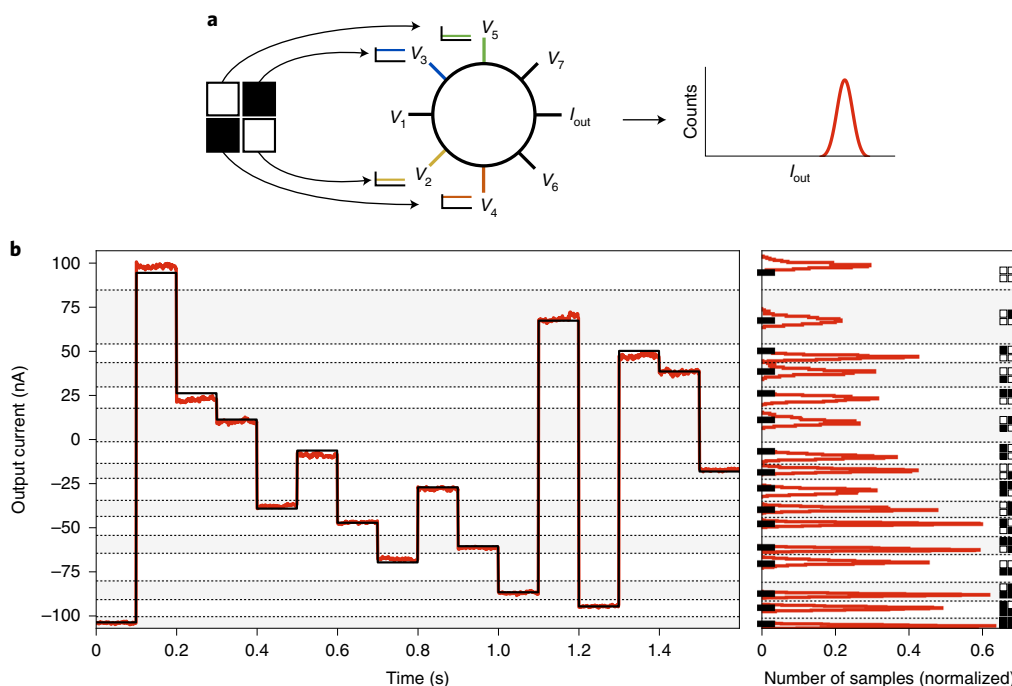 a
V5
V3
V7
V1
Iout
V2
V6
V4
Counts
Iout
b
Output current (nA)
100
75
50
25
0
−25
−50
−75
−100
0
0.2
0.4
0.6
0.8
1.0
1.2
1.4
Time (s)
0
0.2
0.4
0.6
Number of samples (normalized)